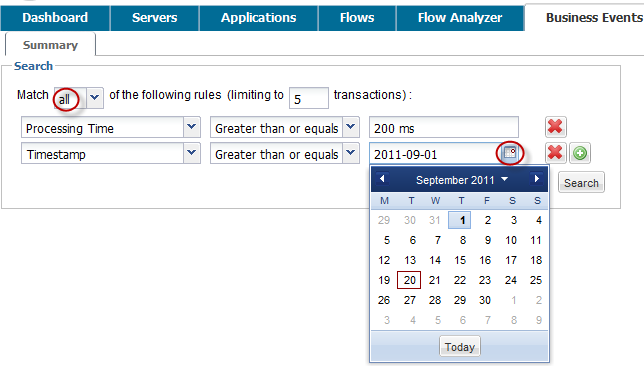 Dashboard Servers Applications Flows Flow Analyzer Business Events
Summary
Search
Match all of the following rules (limiting to 5 transactions) :
Processing Time Greater than or equals 200 ms
Timestamp Greater than or equals 2011-09-01
September 2011
Search
M T W T F S S
29 30 31 1 2 3 4
5 6 7 8 9 10 11
12 13 14 15 16 17 18
19 20 21 22 23 24 25
26 27 28 29 30 1 2
3 4 5 6 7 8 9
Today